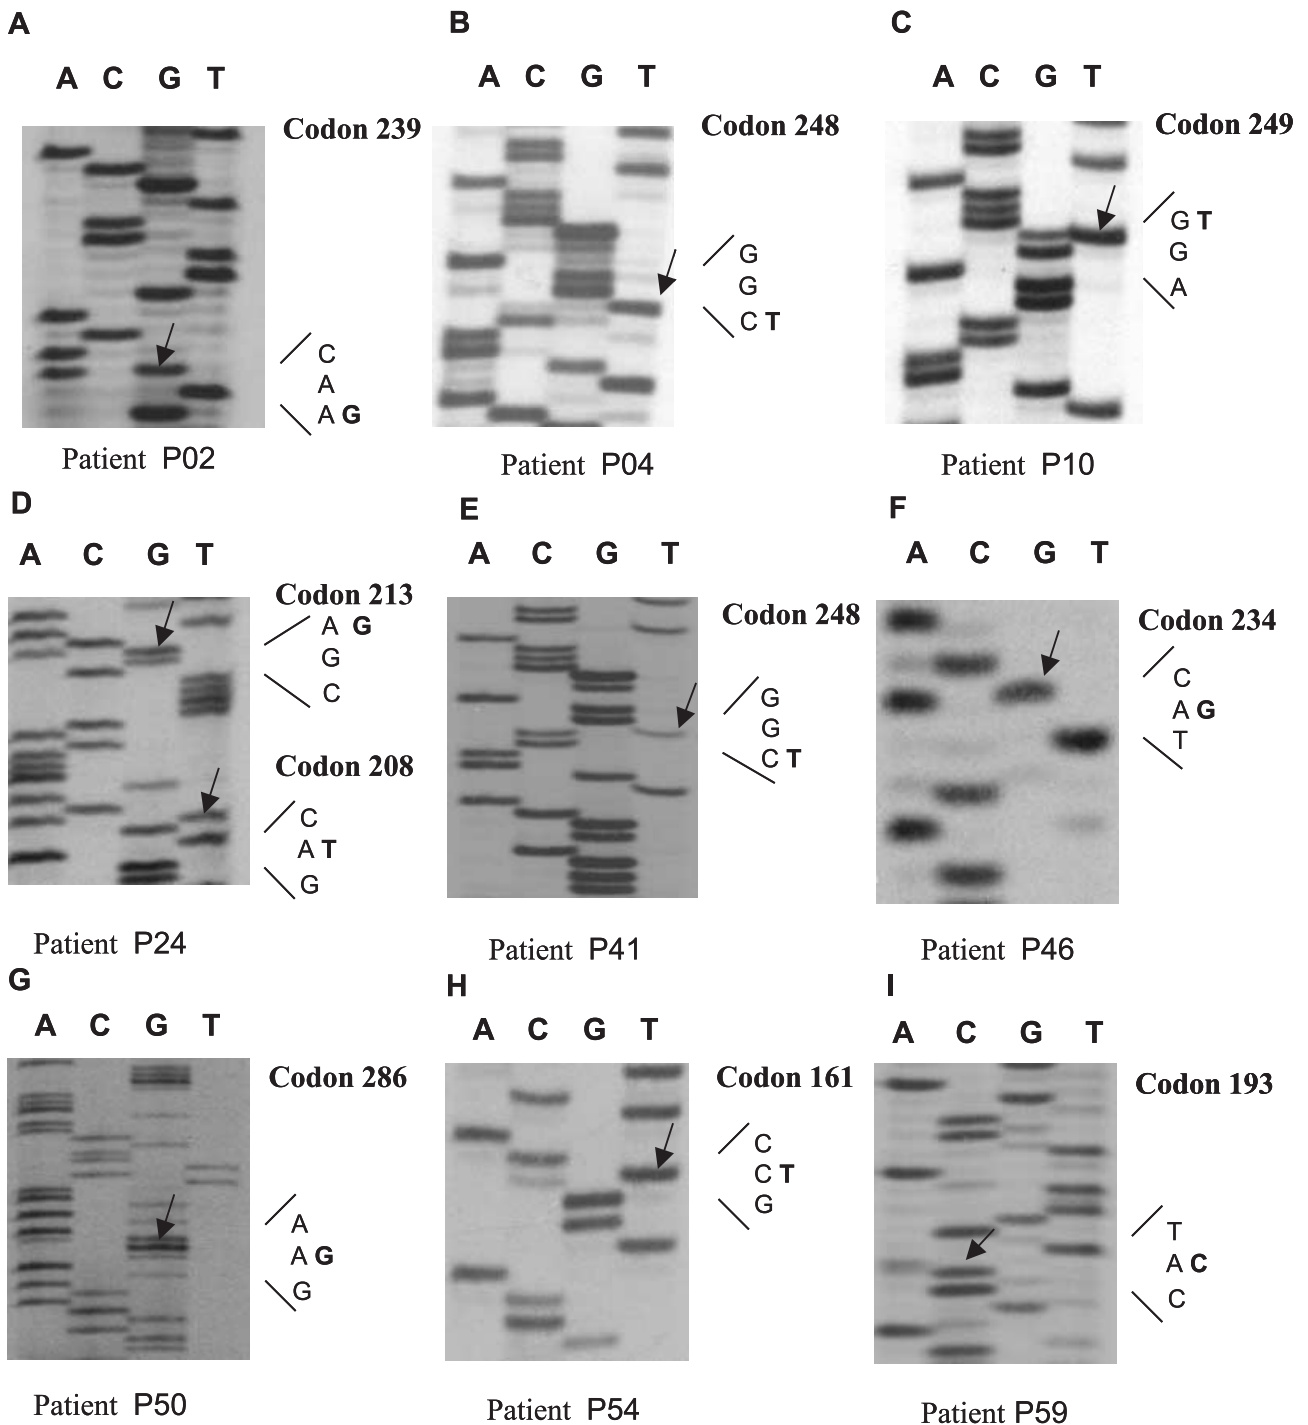 A
B
C
A C G T
A C G T
A C G T
Codon 239
Codon 248
Codon 249
C
A
A G
G
G
C T
G T
G
A
Patient P02
Patient P04
Patient P10
D
E
F
A C G T
A C G T
A C G T
Codon 213
A G
G
C
Codon 208
C
A T
G
Codon 248
G
G
C T
Codon 234
C
A G
T
Patient P24
Patient P41
Patient P46
G
H
I
A C G T
A C G T
A C G T
Codon 286
Codon 161
Codon 193
A
A G
G
C
C T
G
T
A C
C
Patient P50
Patient P54
Patient P59